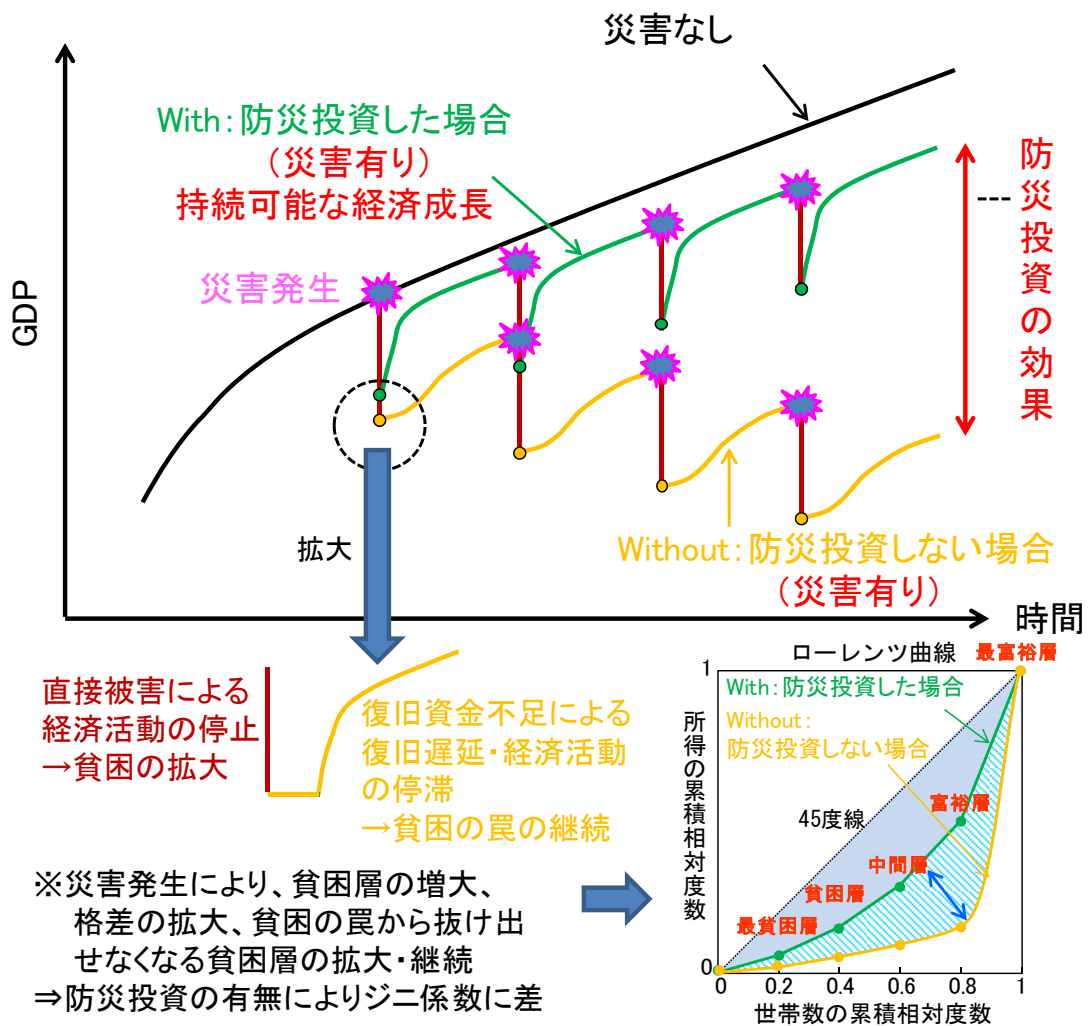 災害なし
With：防災投資した場合
（災害有り）
持続可能な経済成長
災害発生
GDP
防災投資の効果
拡大
Without：防災投資しない場合
（災害有り）
時間
直接被害による
経済活動の停止
→貧困の拡大
復旧資金不足による
復旧遅延・経済活動
の停滞
→貧困の罠の継続
※災害発生により、貧困層の増大、
格差の拡大、貧困の罠から抜け出
せなくなる貧困層の拡大・継続
⇒防災投資の有無によりジニ係数に差
ローレンツ曲線
最富裕層
With：防災投資した場合
Without：
防災投資しない場合
所得の累積相対度数
45度線
富裕層
中間層
貧困層
最貧困層
1
0
0 0.2 0.4 0.6 0.8 1
世帯数の累積相対度数